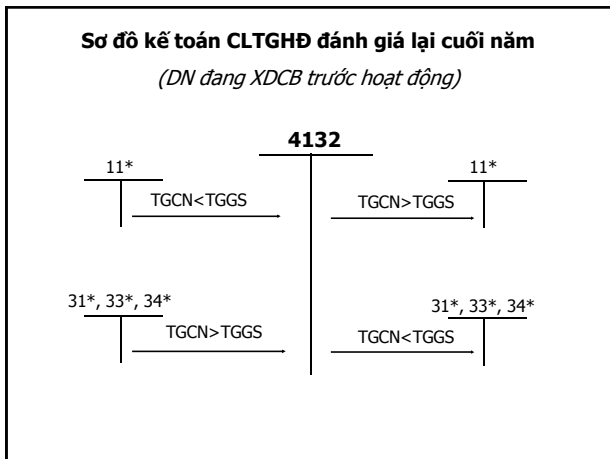 Sơ đồ kế toán CLTGHĐ đánh giá lại cuối năm
(DN đang XDCB trước hoạt động)
4132
11*
11*
TGCN<TGGS
TGCN>TGGS
31*, 33*, 34*
31*, 33*, 34*
TGCN>TGGS
TGCN<TGGS